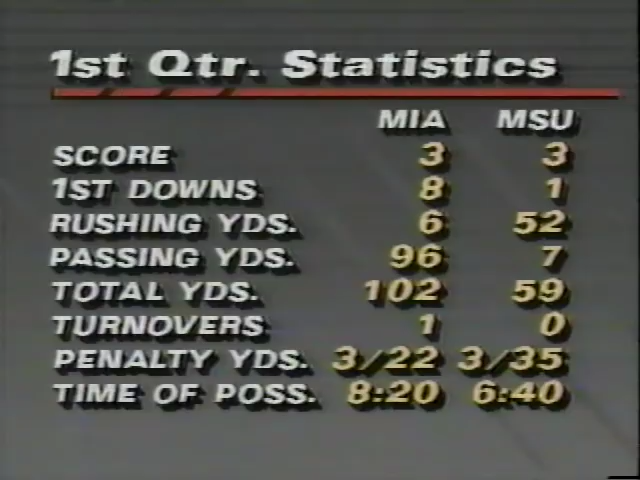 1st Qtr. Statistics
MIA MSU
SCORE 3 3
1ST DOWNS 8 1
RUSHING YDS. 6 52
PASSING YDS. 96 7
TOTAL YDS. 102 59
TURNOVERS 1 0
PENALTY YDS. 3/22 3/35
TIME OF POSS. 8:20 6:40